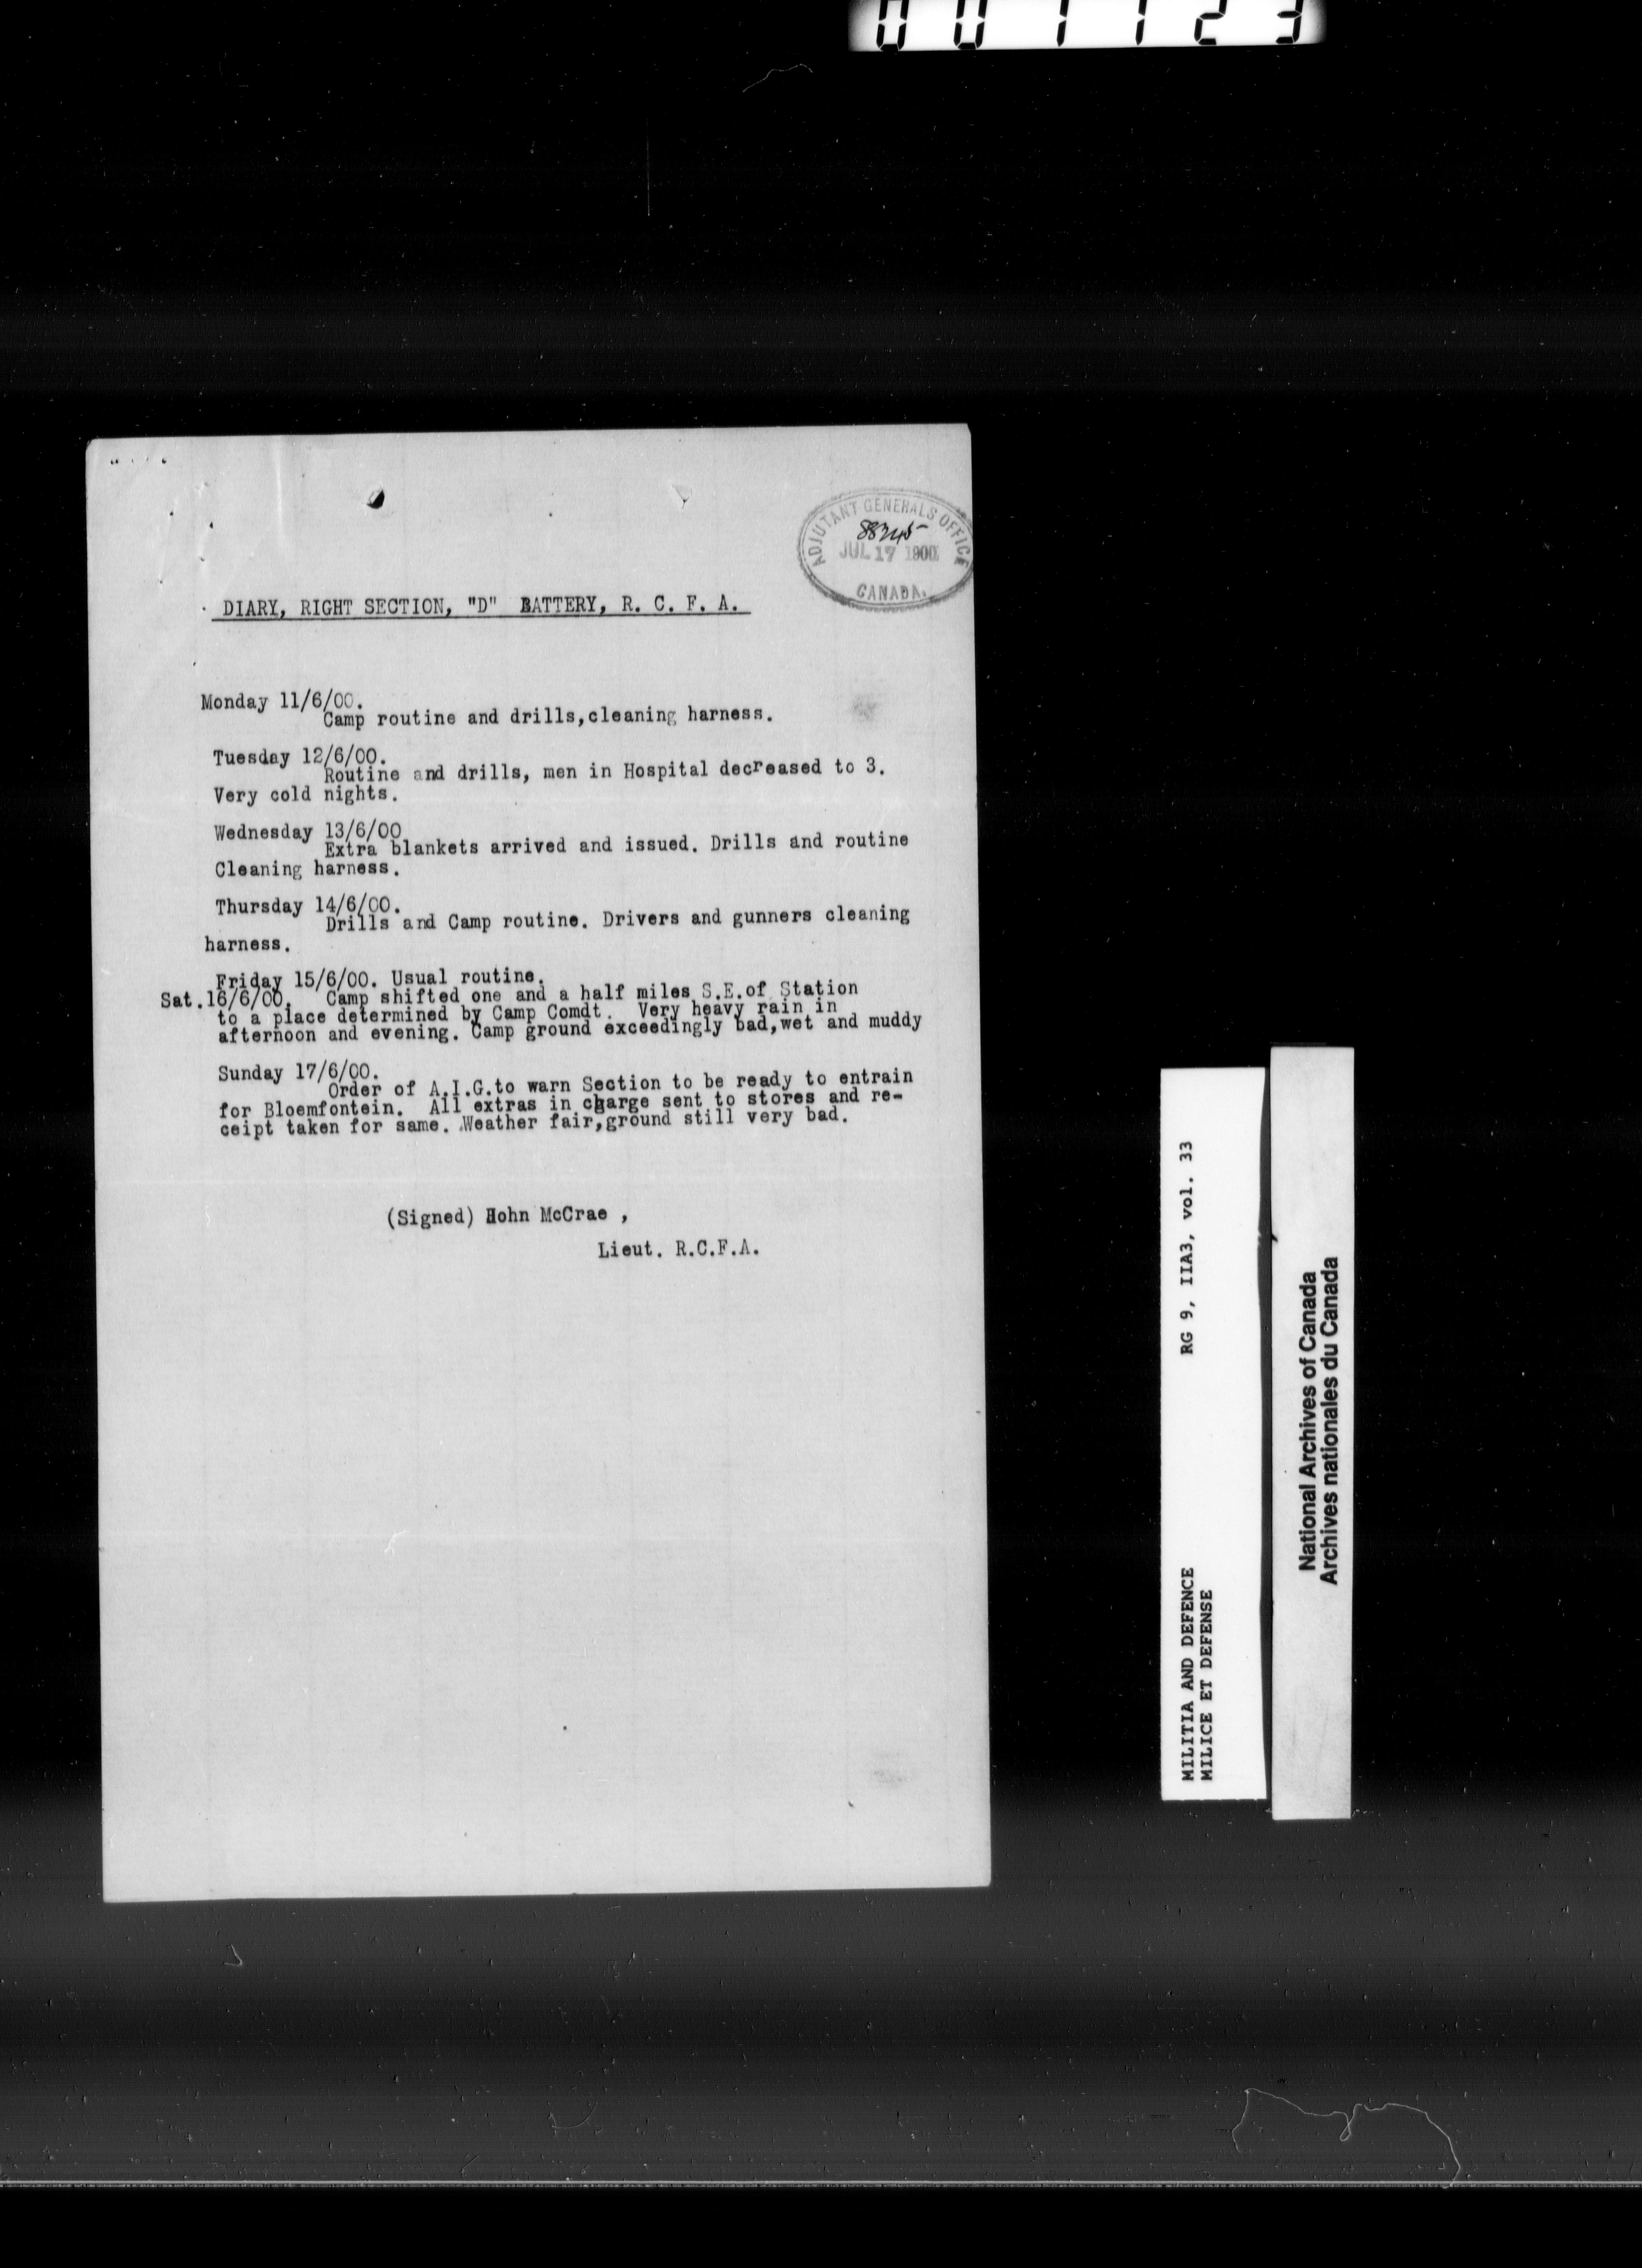 001123
ADJUTANT GENERALS OFFICE
JUL 17 1900
CANADA.
DIARY, RIGHT SECTION, "D" BATTERY, R. C. F. A.
Monday 11/6/00.
Camp routine and drills,cleaning harness.
Tuesday 12/6/00.
Routine and drills, men in Hospital decreased to 3.
Very cold nights.
Wednesday 13/6/00
Extra blankets arrived and issued. Drills and routine
Cleaning harness.
Thursday 14/6/00.
Drills and Camp routine. Drivers and gunners cleaning
harness.
Friday 15/6/00. Usual routine.
Sat.16/6/00. Camp shifted one and a half miles S.E.of Station
to a place determined by Camp Comdt. Very heavy rain in
afternoon and evening. Camp ground exceedingly bad,wet and muddy
Sunday 17/6/00.
Order of A.I.G.to warn Section to be ready to entrain
for Bloemfontein. All extras in charge sent to stores and re-
ceipt taken for same. Weather fair,ground still very bad.
(Signed) Hohn McCrae ,
Lieut. R.C.F.A.
MILITIA AND DEFENCE RG 9, IIA3, vol. 33
MILICE ET DEFENSE
National Archives of Canada
Archives nationales du Canada